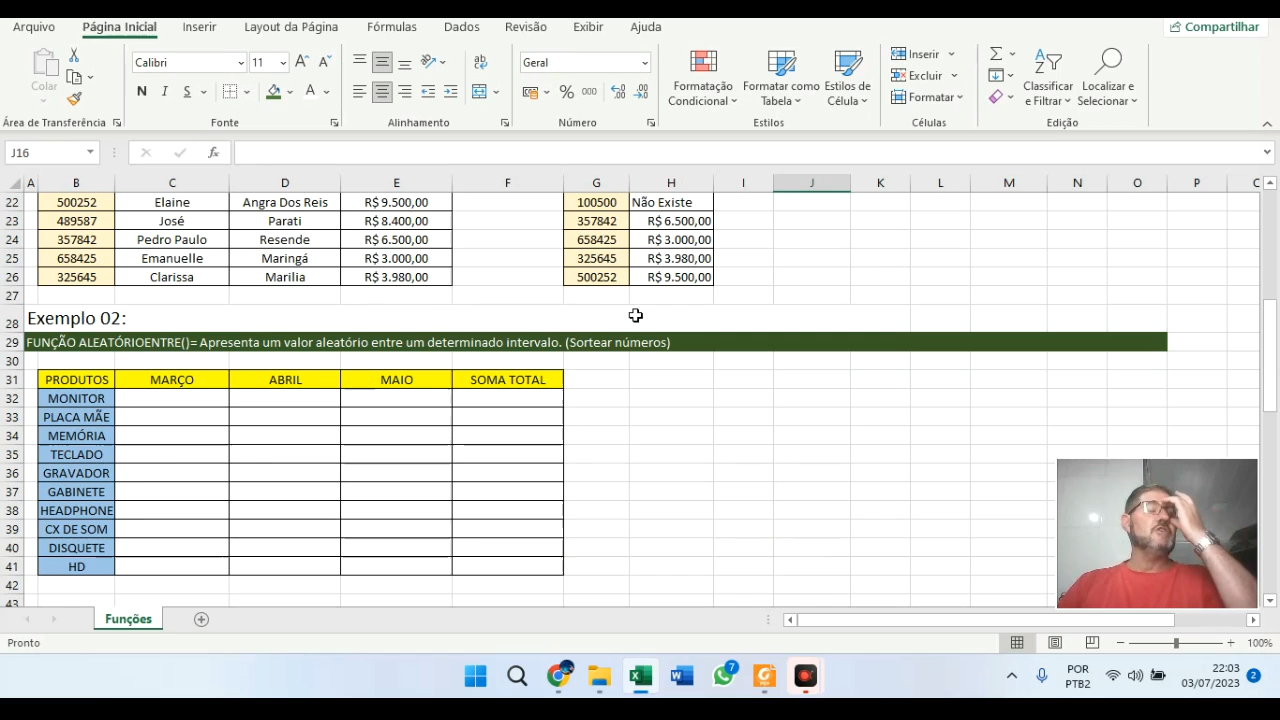 Arquivo Página Inicial Inserir Layout da Página Fórmulas Dados Revisão Exibir Ajuda Compartilhar
Colar Calibri 11 N I S A ab Geral % 000 Formatação Condicional Formatar como Tabela Estilos de Célula Inserir Excluir Formatar Classificar e Filtrar Localizar e Selecionar
Área de Transferência Fonte Alinhamento Número Estilos Células Edição
J16 fx
A B C D E F G H I J K L M N O P
22 500252 Elaine Angra Dos Reis R$ 9.500,00 100500 Não Existe
23 489587 José Parati R$ 8.400,00 357842 R$ 6.500,00
24 357842 Pedro Paulo Resende R$ 6.500,00 658425 R$ 3.000,00
25 658425 Emanuelle Maringá R$ 3.000,00 325645 R$ 3.980,00
26 325645 Clarissa Marilia R$ 3.980,00 500252 R$ 9.500,00
27
28 Exemplo 02:
29 FUNÇÃO ALEATÓRIOENTRE()= Apresenta um valor aleatório entre um determinado intervalo. (Sortear números)
30
31 PRODUTOS MARÇO ABRIL MAIO SOMA TOTAL
32 MONITOR
33 PLACA MÃE
34 MEMÓRIA
35 TECLADO
36 GRAVADOR
37 GABINETE
38 HEADPHONE
39 CX DE SOM
40 DISQUETE
41 HD
42
43
Funções
Pronto 100%
7 POR 22:03 2
PTB2 03/07/2023